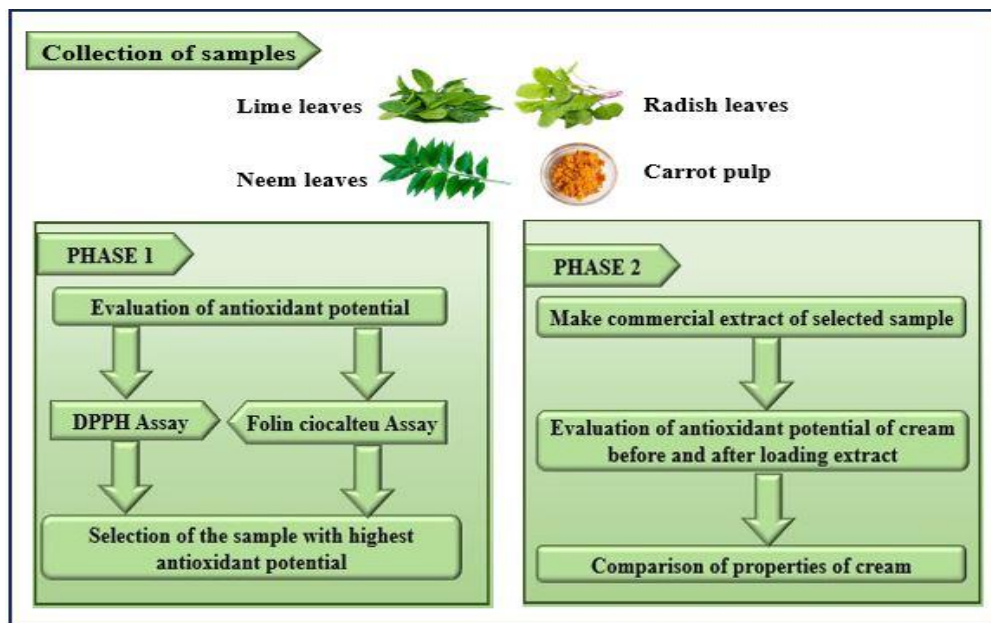 Collection of samples
Lime leaves
Radish leaves
Neem leaves
Carrot pulp
PHASE 1
Evaluation of antioxidant potential
DPPH Assay
Folin ciocalteu Assay
Selection of the sample with highest
antioxidant potential
PHASE 2
Make commercial extract of selected sample
Evaluation of antioxidant potential of cream
before and after loading extract
Comparison of properties of cream